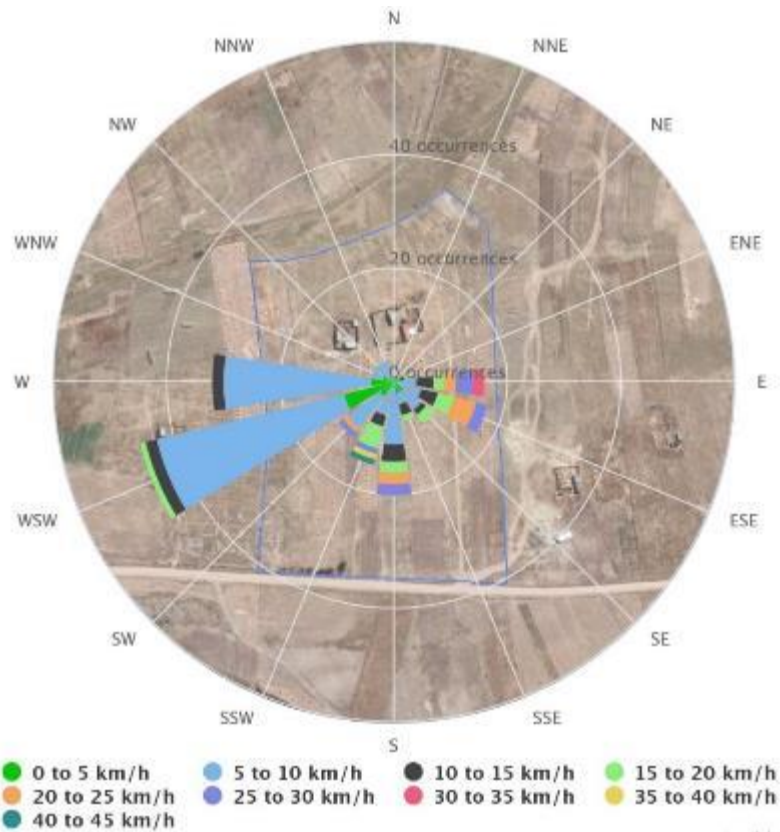 N
NNW
NNE
NW
NE
40 occurrences
WNW
ENE
20 occurrences
0 occurrences
W
E
WSW
ESE
SW
SE
SSW
SSE
S
0 to 5 km/h
5 to 10 km/h
10 to 15 km/h
15 to 20 km/h
20 to 25 km/h
25 to 30 km/h
30 to 35 km/h
35 to 40 km/h
40 to 45 km/h